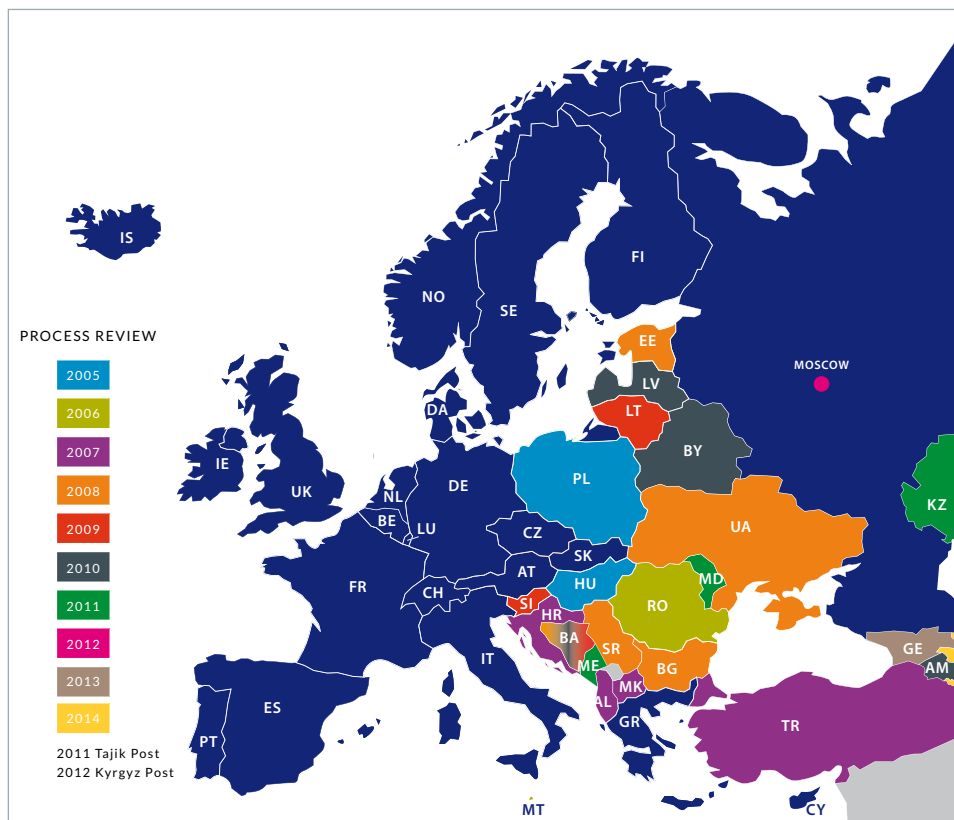 IS
FI
NO
SE
PROCESS REVIEW
EE
MOSCOW
2005
LV
DA
LT
2006
BY
2007
IE
PL
DE
UK
NL
KZ
2008
BE
LU
UA
2009
CZ
SK
2010
AT
MD
HU
FR
CH
SI
RO
2011
HR
BA
2012
SR
GE
IT
ME
BG
AM
2013
MK
ES
AL
2014
GR
TR
PT
2011 Tajik Post
2012 Kyrgyz Post
MT
CY